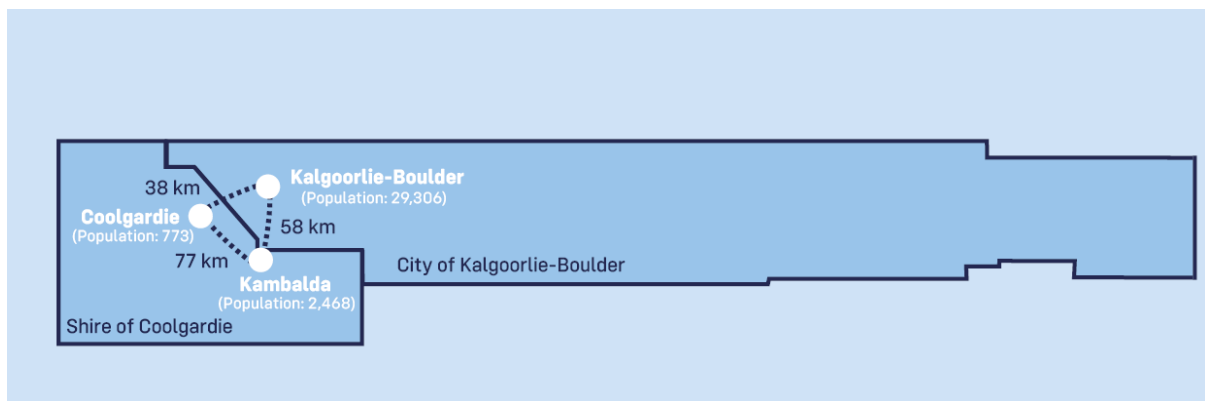 Kalgoorlie-Boulder
(Population: 29,306)
38 km
Coolgardie
(Population: 773)
58 km
77 km
City of Kalgoorlie-Boulder
Kambalda
(Population: 2,468)
Shire of Coolgardie